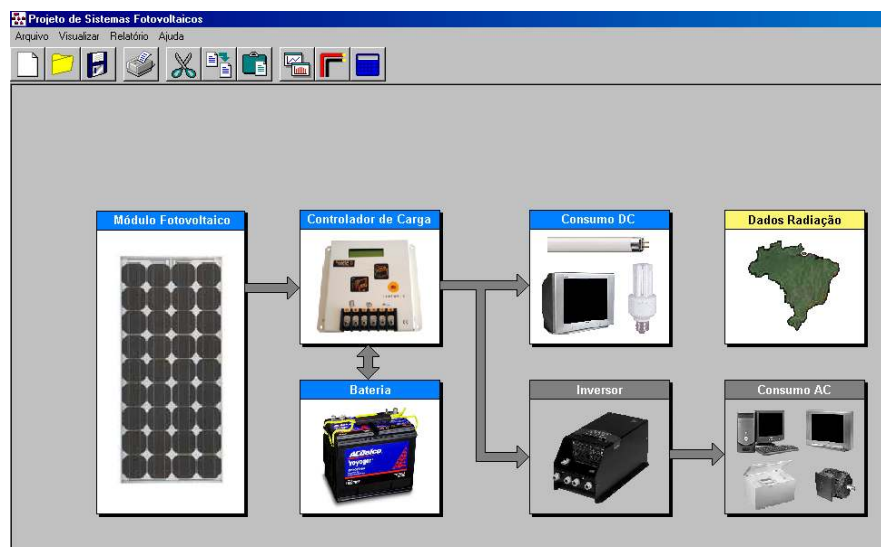 Projeto de Sistemas Fotovoltaicos
Arquivo Visualizar Relatório Ajuda
Módulo Fotovoltaico
Controlador de Carga
Consumo DC
Dados Radiação
Bateria
ACDelco
Voyager
Inversor
Consumo AC